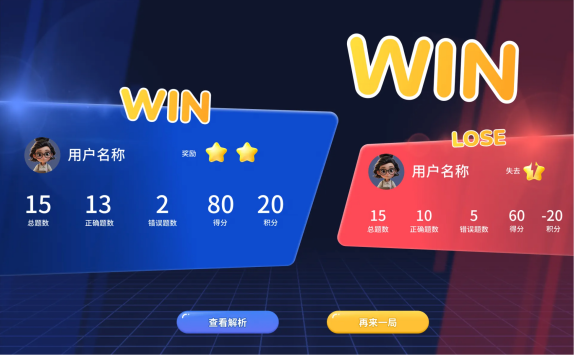 WIN
WIN
用户名称
奖励
15
13
2
80
20
总题数
正确题数
错误题数
得分
积分
LOSE
用户名称
失去
15
10
5
60
-20
总题数
正确题数
错误题数
得分
积分
查看解析
再来一局